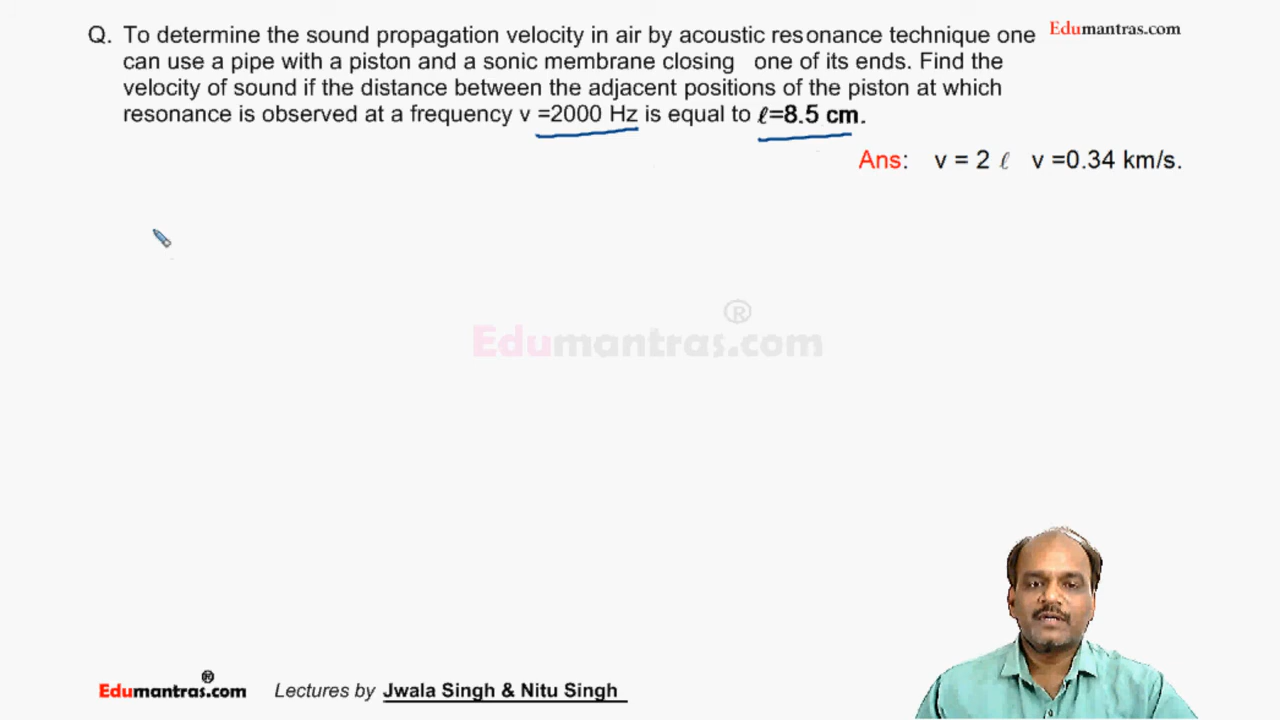 Q. To determine the sound propagation velocity in air by acoustic resonance technique one
Edumantras.com
can use a pipe with a piston and a sonic membrane closing one of its ends. Find the
velocity of sound if the distance between the adjacent positions of the piston at which
resonance is observed at a frequency v =2000 Hz is equal to ℓ=8.5 cm.
Ans: v = 2 ℓ v =0.34 km/s.
®
Edumantras.com
®
Edumantras.com Lectures by Jwala Singh & Nitu Singh